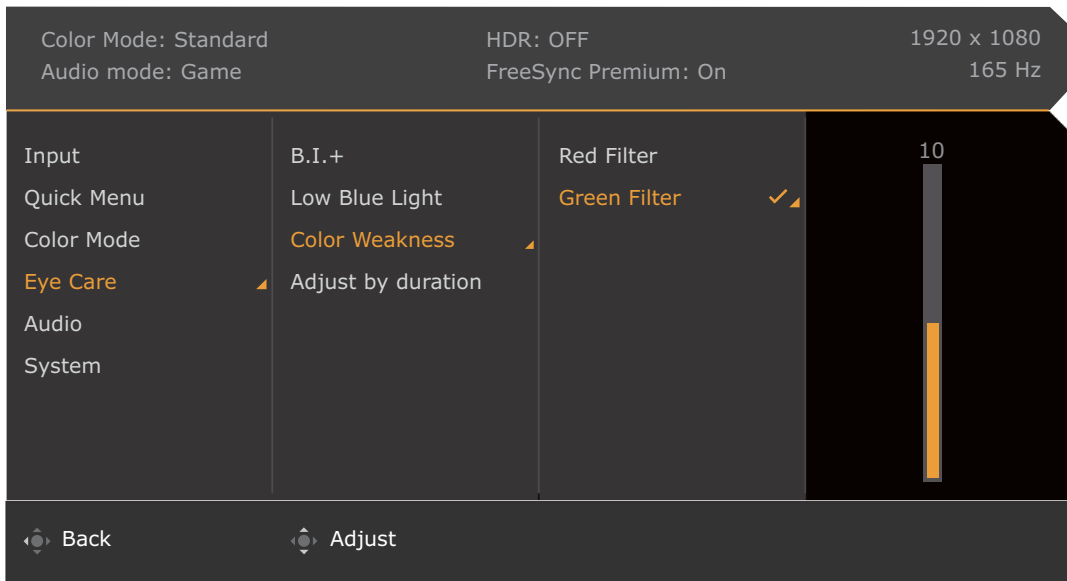 Color Mode: Standard
HDR: OFF
1920 x 1080
Audio mode: Game
FreeSync Premium: On
165 Hz
Input
Quick Menu
Color Mode
Eye Care
Audio
System
B.I.+
Low Blue Light
Color Weakness
Adjust by duration
Red Filter
Green Filter
10
Back
Adjust